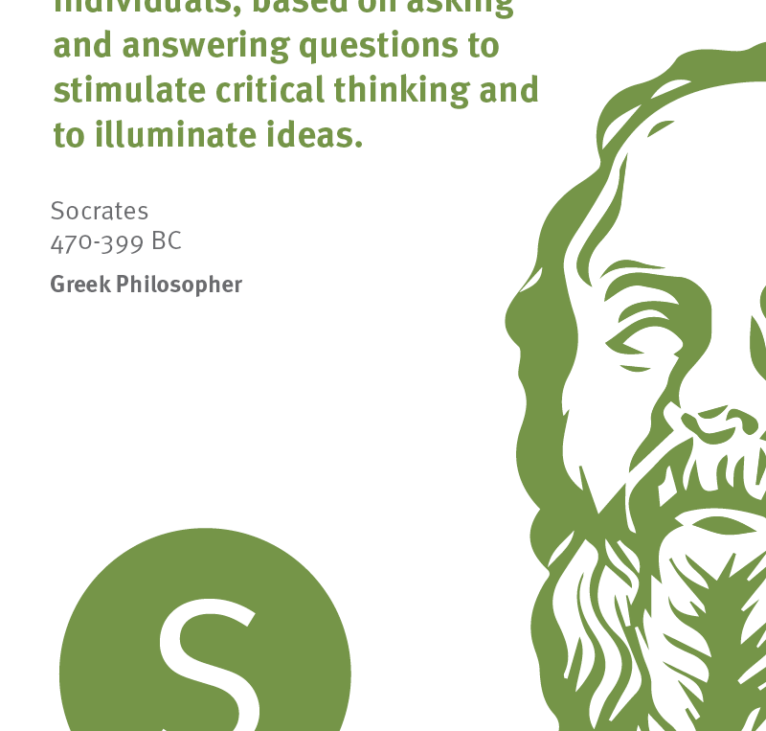 individuals, based on asking
and answering questions to
stimulate critical thinking and
to illuminate ideas.
Socrates
470-399 BC
Greek Philosopher
S